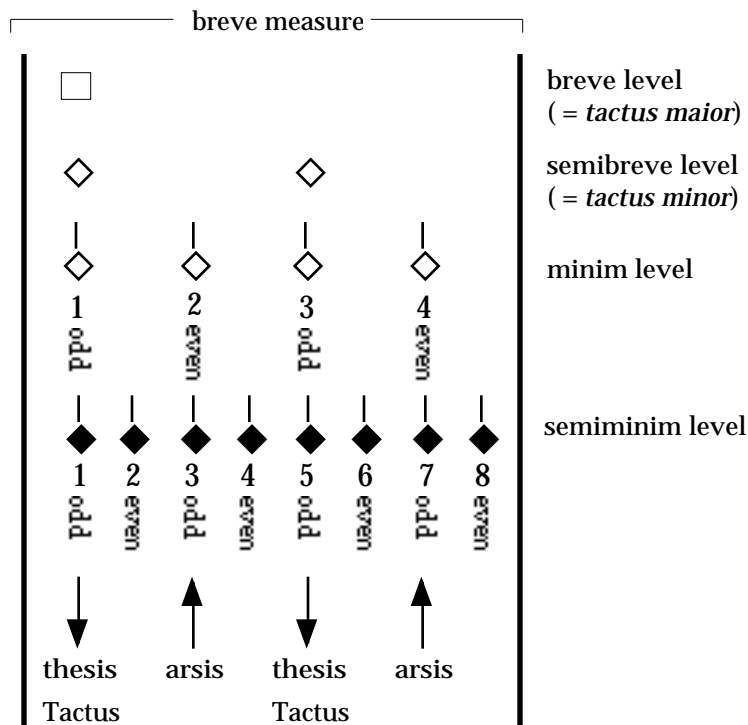 breve measure
breve level
( = tactus maior)
semibreve level
( = tactus minor)
minim level
1 2 3 4
odd even odd even
semiminim level
1 2 3 4 5 6 7 8
odd even odd even odd even odd even
thesis arsis thesis arsis
Tactus Tactus